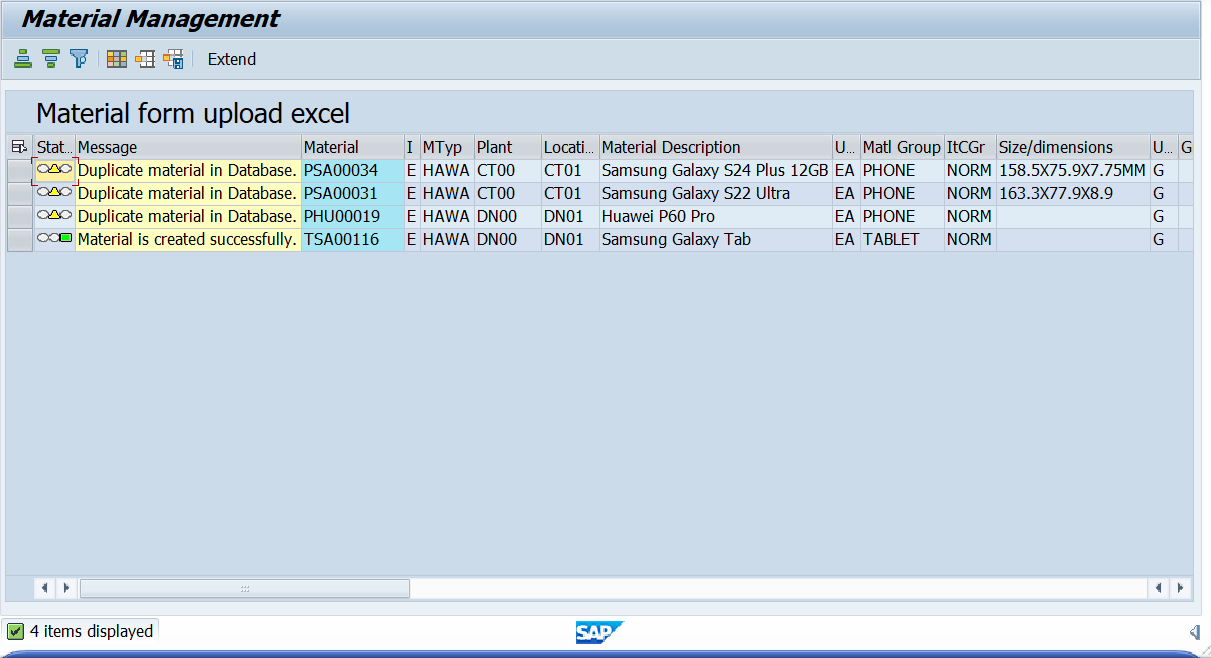 Material Management
Extend
Material form upload excel
Stat... Message Material I MTyp Plant Locati... Material Description U... Matl Group ItCGr Size/dimensions U... G
Duplicate material in Database. PSA00034 E HAWA CT00 CT01 Samsung Galaxy S24 Plus 12GB EA PHONE NORM 158.5X75.9X7.75MM G
Duplicate material in Database. PSA00031 E HAWA CT00 CT01 Samsung Galaxy S22 Ultra EA PHONE NORM 163.3X77.9X8.9 G
Duplicate material in Database. PHU00019 E HAWA DN00 DN01 Huawei P60 Pro EA PHONE NORM G
Material is created successfully. TSA00116 E HAWA DN00 DN01 Samsung Galaxy Tab EA TABLET NORM G
4 items displayed
SAP